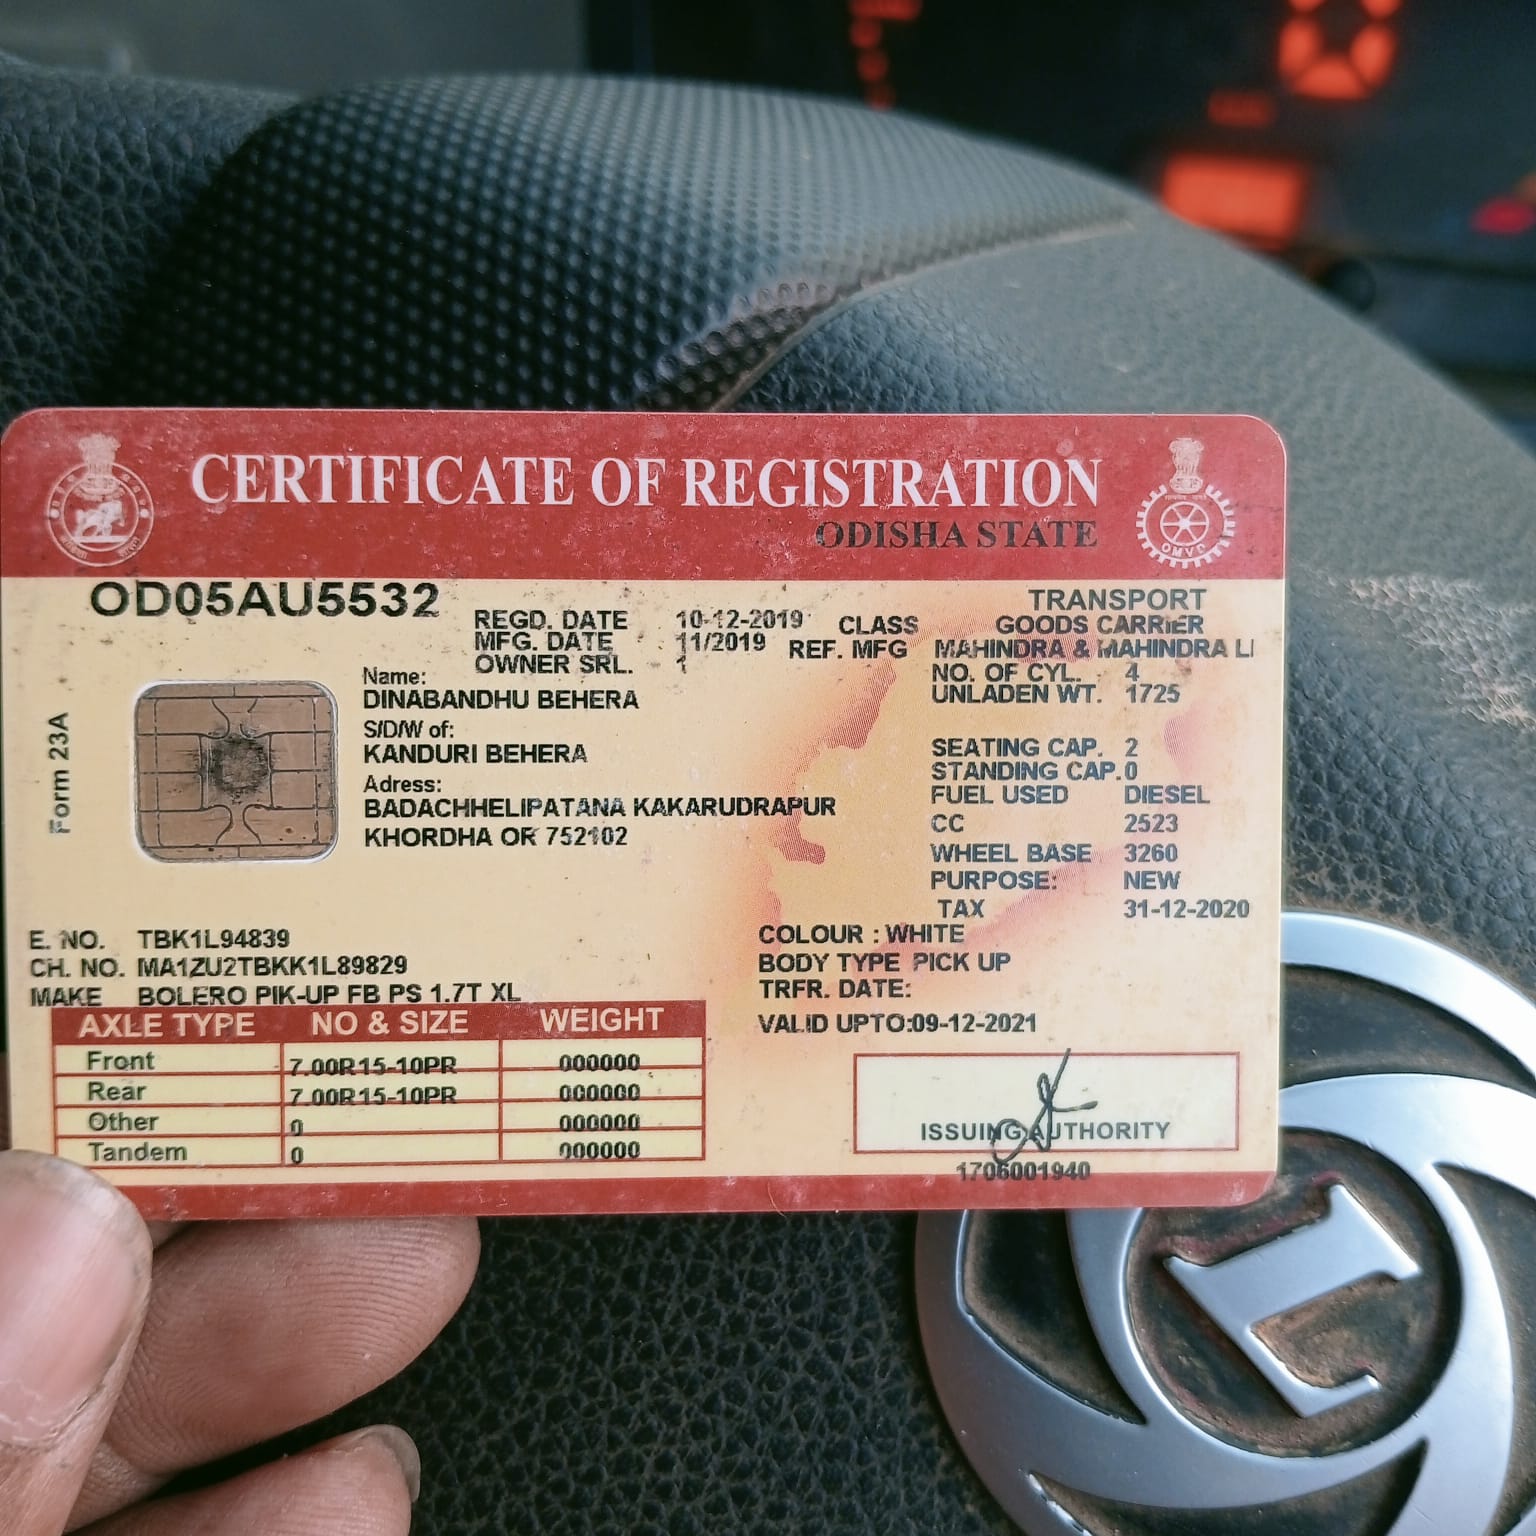 CERTIFICATE OF REGISTRATION
ODISHA STATE
OMVD
OD05AU5532
REGD. DATE 10-12-2019
MFG. DATE 11/2019
OWNER SRL. 1
CLASS TRANSPORT
GOODS CARRIER
REF. MFG MAHINDRA & MAHINDRA LI
NO. OF CYL. 4
UNLADEN WT. 1725
Form 23A
Name:
DINABANDHU BEHERA
S/D/W of:
KANDURI BEHERA
Adress:
BADACHHELIPATANA KAKARUDRAPUR
KHORDHA OR 752102
SEATING CAP. 2
STANDING CAP.0
FUEL USED DIESEL
CC 2523
WHEEL BASE 3260
PURPOSE: NEW
TAX 31-12-2020
E. NO. TBK1L94839
CH. NO. MA1ZU2TBKK1L89829
MAKE BOLERO PIK-UP FB PS 1.7T XL
COLOUR : WHITE
BODY TYPE PICK UP
TRFR. DATE:
VALID UPTO:09-12-2021
AXLE TYPE NO & SIZE WEIGHT
Front 7.00R15-10PR 000000
Rear 7.00R15-10PR 000000
Other 0 000000
Tandem 0 000000
ISSUING AUTHORITY
1706001940
L